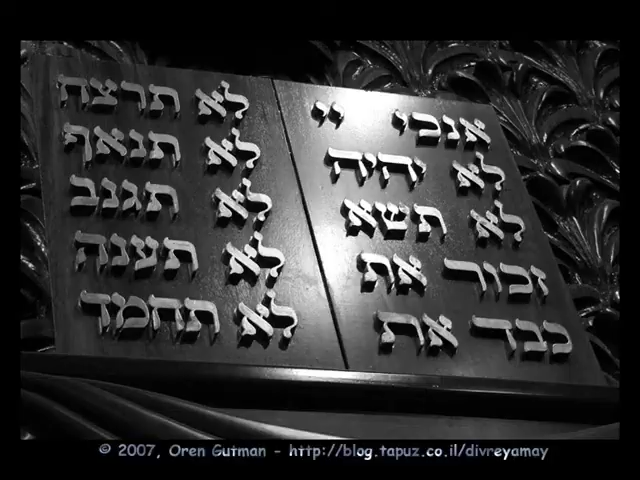 אנכי יי
לא יהיה
לא תשא
זכור את
כבד את
לא תרצח
לא תנאף
לא תגנב
לא תענה
לא תחמד
© 2007, Oren Gutman - http://blog.tapuz.co.il/divreyamay